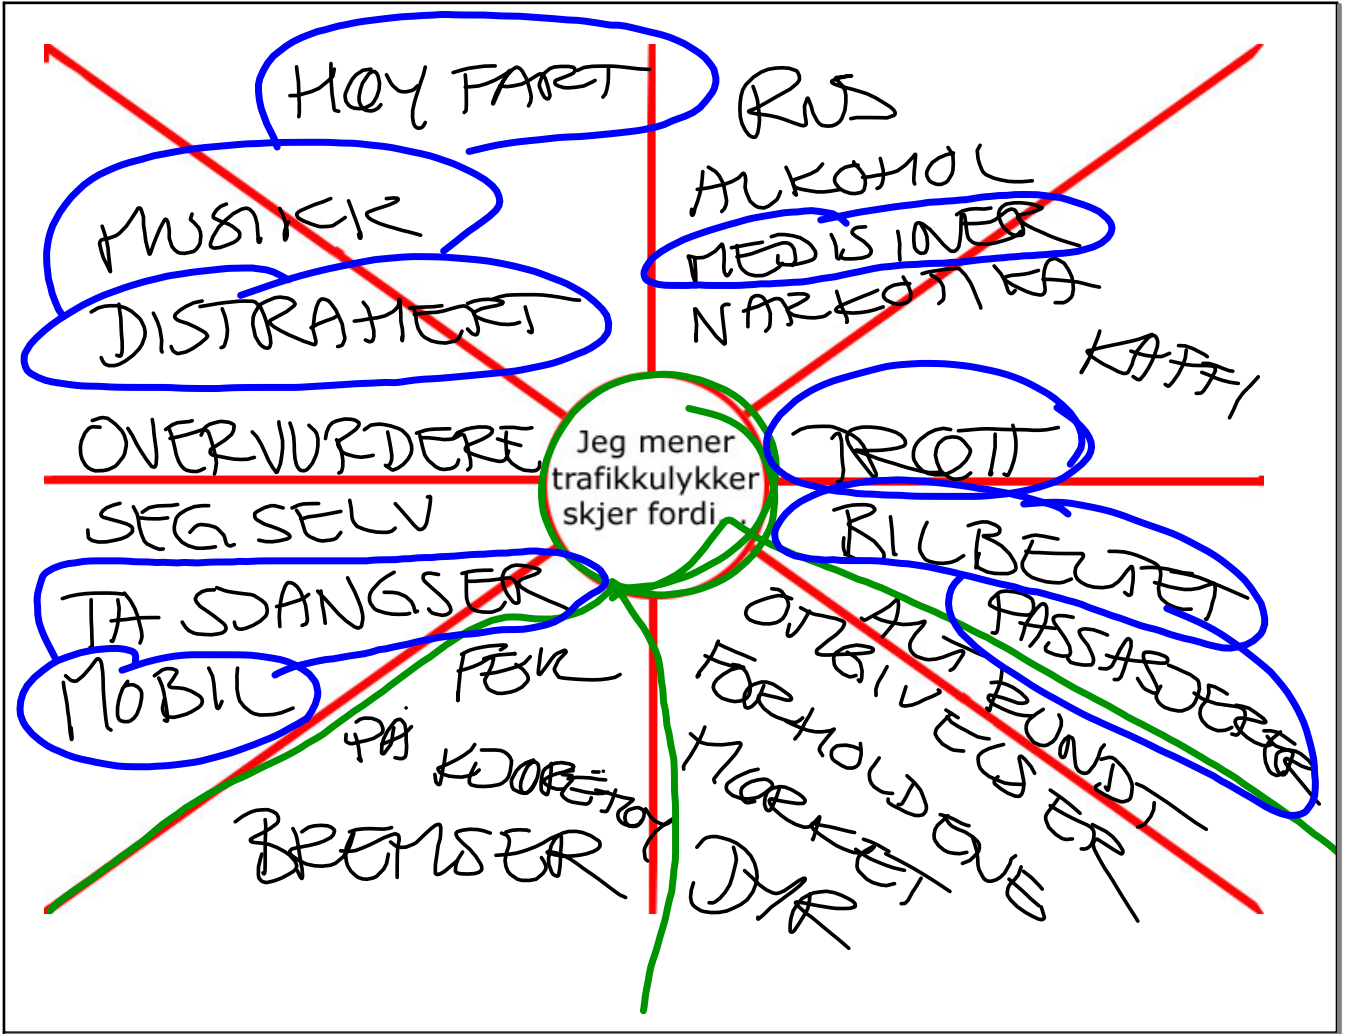 HØY FART
MUSIKK
DISTRAHERT
OVERVURDERE
SEG SELV
TA SJANGSER
MOBIL
RUS
ALKOHOL
MEDISINER
NARKOTIKA
KAFFI
Jeg mener
trafikkulykker
skjer fordi...
TRØTT
BILBELTET
PASSASJERER
ALT RUNDT
OTZGIVELSER
FORHOLDENE
MØRKET
DYR
FEIL
PÅ
KJØRETØY
BREMSER